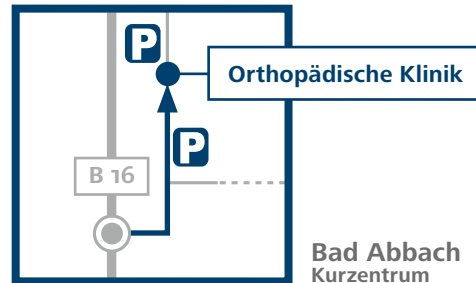 P
Orthopädische Klinik
P
B 16
Bad Abbach
Kurzentrum